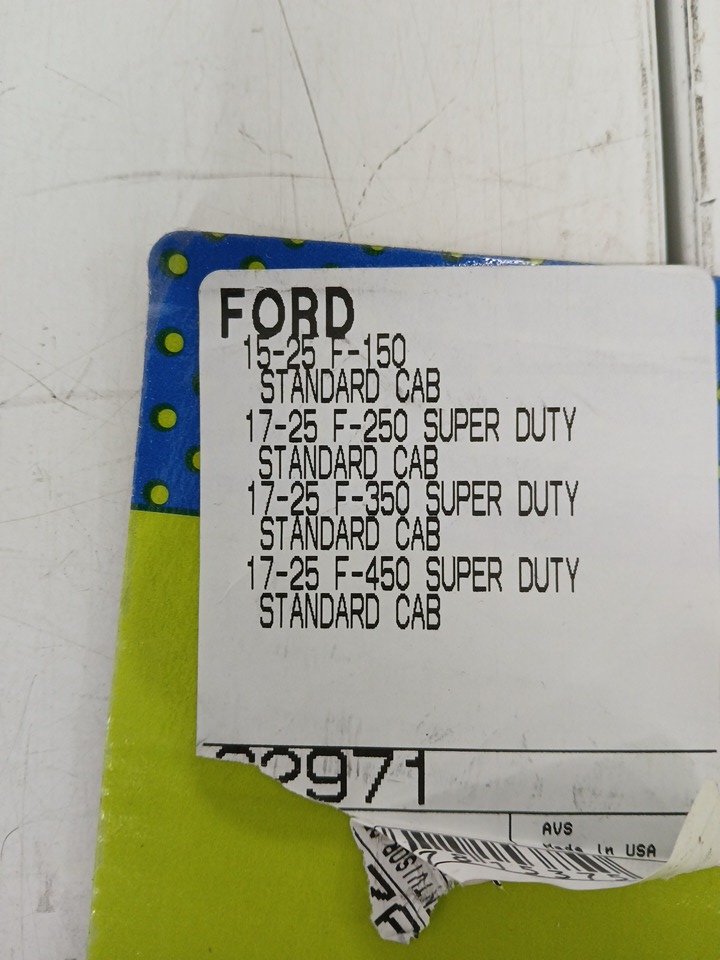 FORD
15-25 F-150
STANDARD CAB
17-25 F-250 SUPER DUTY
STANDARD CAB
17-25 F-350 SUPER DUTY
STANDARD CAB
17-25 F-450 SUPER DUTY
STANDARD CAB
92971
AVS
Made in USA